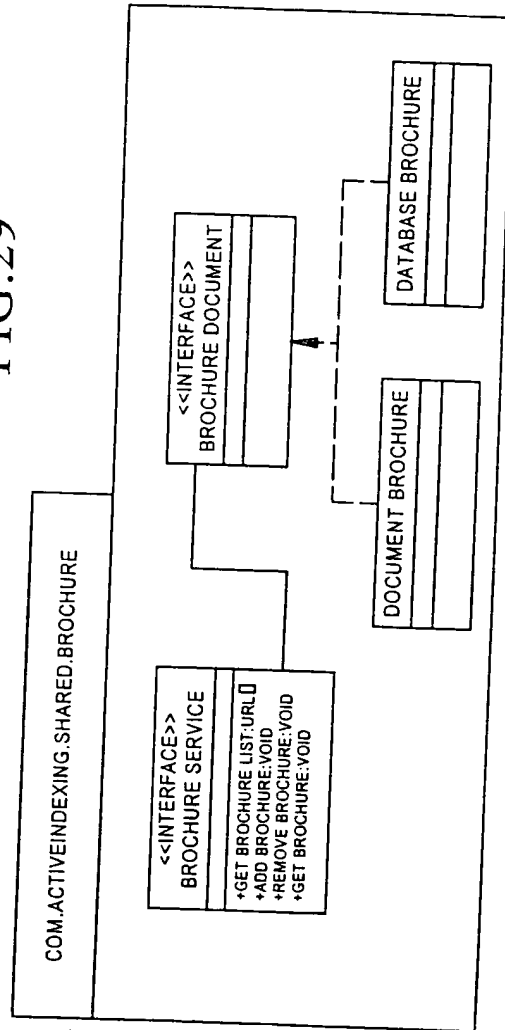 FIG.29
COM.ACTIVEINDEXING.SHARED.BROCHURE
<<INTERFACE>>
BROCHURE SERVICE
+GET BROCHURE LIST:URL[]
+ADD BROCHURE:VOID
+REMOVE BROCHURE:VOID
+GET BROCHURE:VOID
<<INTERFACE>>
BROCHURE DOCUMENT
DOCUMENT BROCHURE
DATABASE BROCHURE